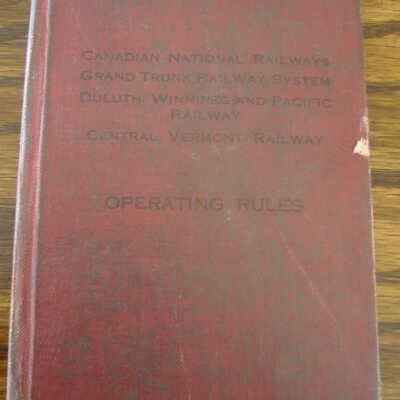 Canadian National Railways
Grand Trunk Railway System
Duluth, Winnipeg and Pacific
Railway
Central Vermont Railway
OPERATING RULES